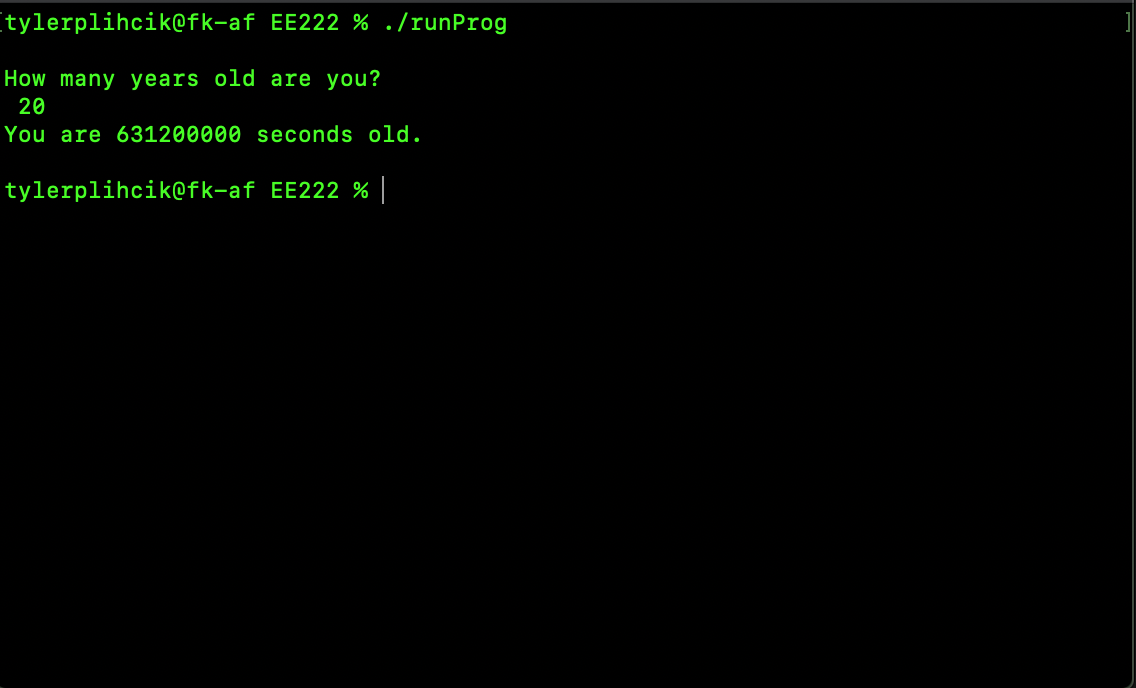 [tylerplihcik@fk-af EE222 % ./runProg ]
How many years old are you?
20
You are 631200000 seconds old.
tylerplihcik@fk-af EE222 %